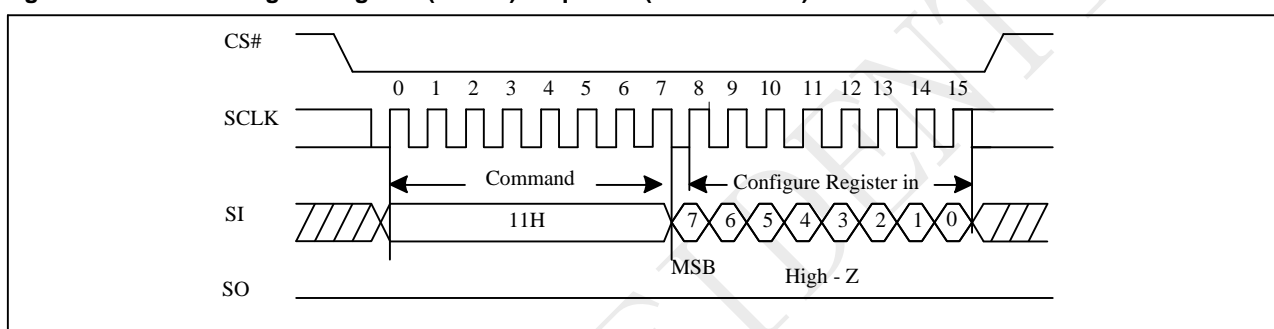 CS#
0 1 2 3 4 5 6 7 8 9 10 11 12 13 14 15
SCLK
Command Configure Register in
SI 11H 7 6 5 4 3 2 1 0
MSB High - Z
SO